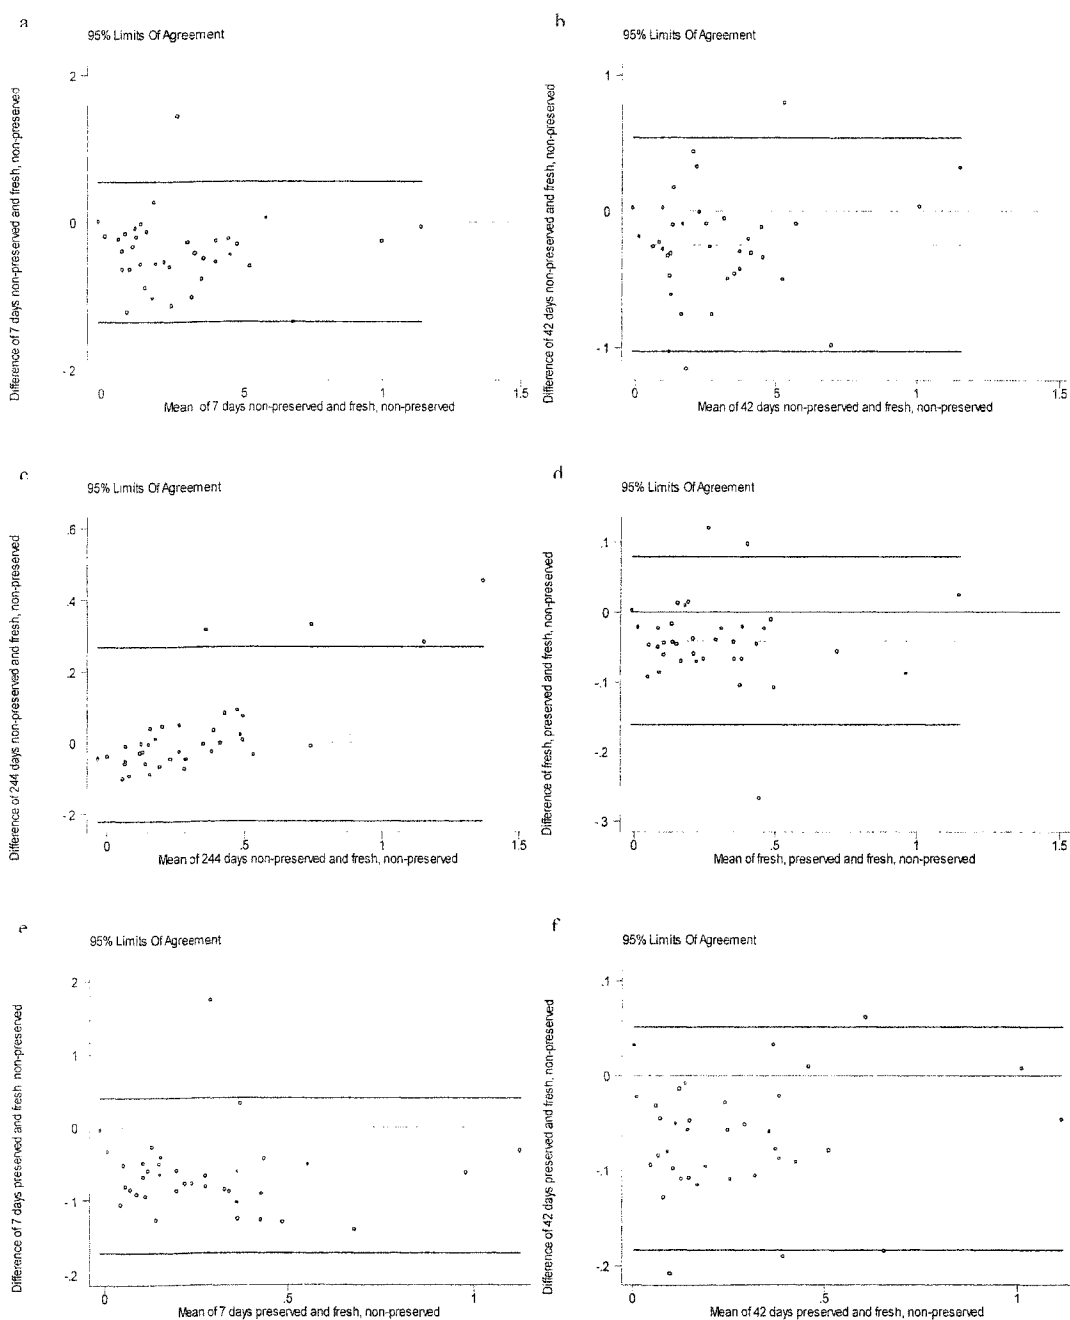 a
95% Limits Of Agreement
Difference of 7 days non-preserved and fresh, non-preserved
2
0
-2
0
5
1
1.5
Mean of 7 days non-preserved and fresh, non-preserved
b
95% Limits Of Agreement
Difference of 42 days non-preserved and fresh, non-preserved
1
0
-1
0
5
1
1.5
Mean of 42 days non-preserved and fresh, non-preserved
c
95% Limits Of Agreement
Difference of 244 days non-preserved and fresh, non-preserved
.6
.4
.2
0
-.2
0
.5
1
1.5
Mean of 244 days non-preserved and fresh, non-preserved
d
95% Limits Of Agreement
Difference of fresh, preserved and fresh, non-preserved
.1
0
-.1
-.2
-.3
0
.5
1
1.5
Mean of fresh, preserved and fresh, non-preserved
e
95% Limits Of Agreement
Difference of 7 days preserved and fresh non-preserved
2
1
0
-.1
-.2
0
.5
1
Mean of 7 days preserved and fresh, non-preserved
f
95% Limits Of Agreement
Difference of 42 days preserved and fresh, non-preserved
.1
0
-.1
-.2
0
.5
1
Mean of 42 days preserved and fresh, non-preserved